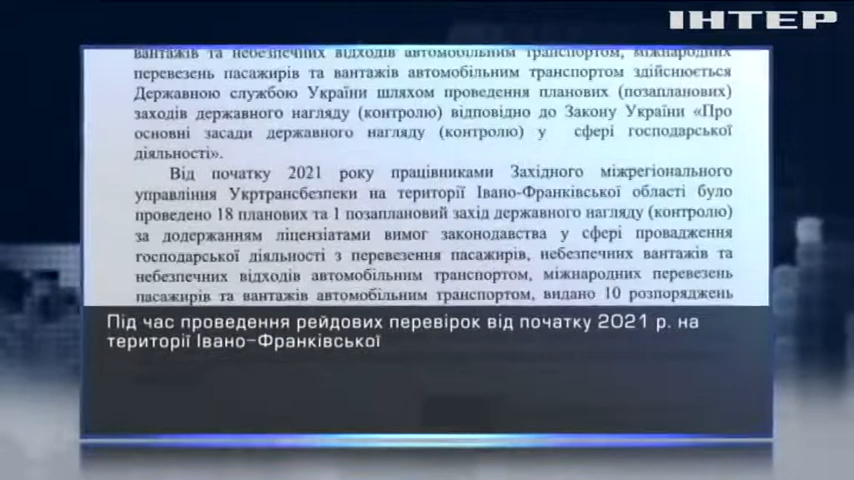 ІНТЕР
вантажів та небезпечних відходів автомобільним транспортом, міжнародних
перевезень пасажирів та вантажів автомобільним транспортом здійснюється
Державною службою України шляхом проведення планових (позапланових)
заходів державного нагляду (контролю) відповідно до Закону України «Про
основні засади державного нагляду (контролю) у сфері господарської
діяльності».
Від початку 2021 року працівниками Західного міжрегіонального
управління Укртрансбезпеки на території Івано-Франківської області було
проведено 18 планових та 1 позаплановий захід державного нагляду (контролю)
за додержанням ліцензіатами вимог законодавства у сфері провадження
господарської діяльності з перевезення пасажирів, небезпечних вантажів та
небезпечних відходів автомобільним транспортом, міжнародних перевезень
пасажирів та вантажів автомобільним транспортом, видано 10 розпоряджень
Під час проведення рейдових перевірок від початку 2021 р. на
території Івано-Франківської